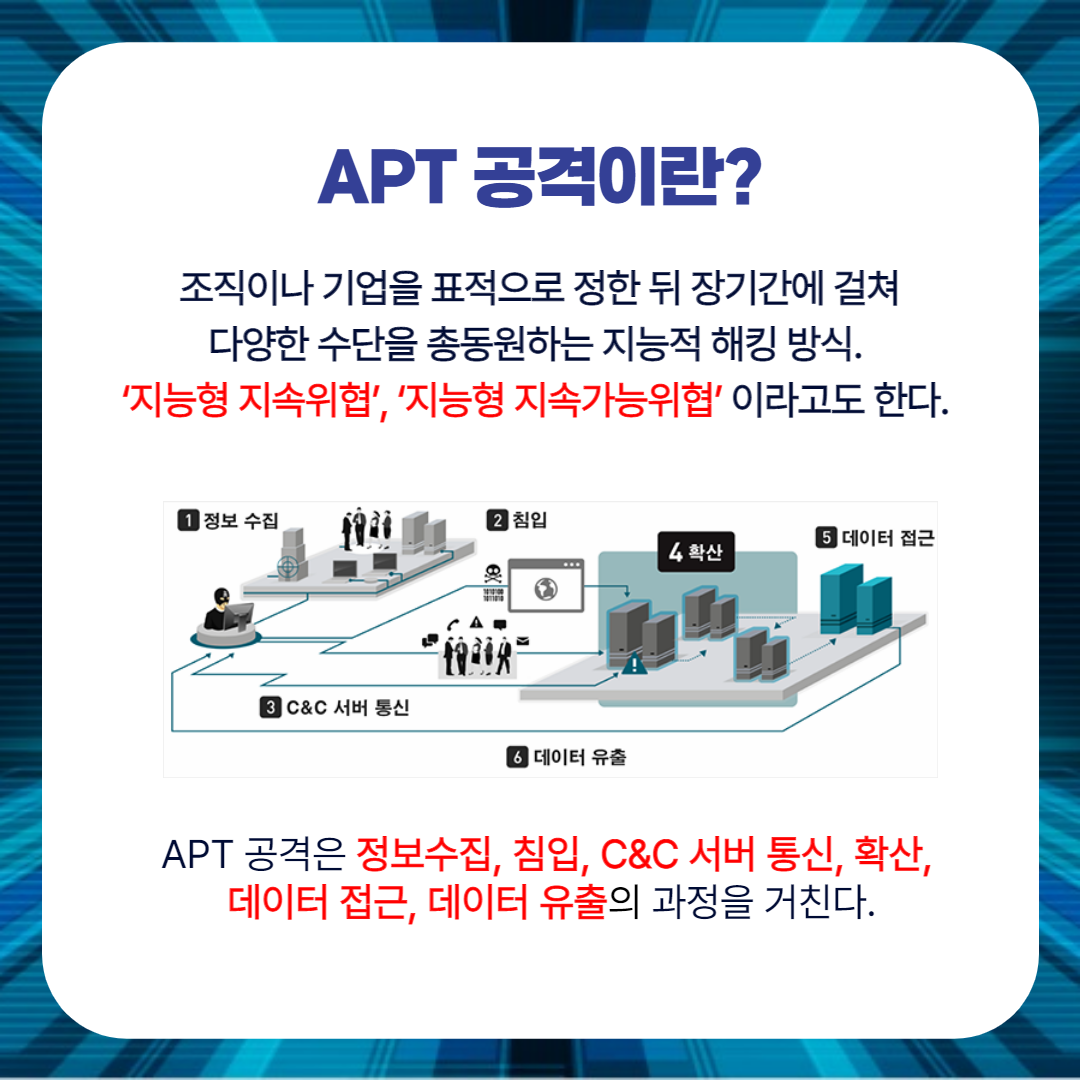 APT 공격이란?
조직이나 기업을 표적으로 정한 뒤 장기간에 걸쳐
다양한 수단을 총동원하는 지능적 해킹 방식.
‘지능형 지속위협’, ‘지능형 지속가능위협’ 이라고도 한다.
1 정보 수집
2 침입
4 확산
5 데이터 접근
1010100
1011010
3 C&C 서버 통신
6 데이터 유출
APT 공격은 정보수집, 침입, C&C 서버 통신, 확산,
데이터 접근, 데이터 유출의 과정을 거친다.